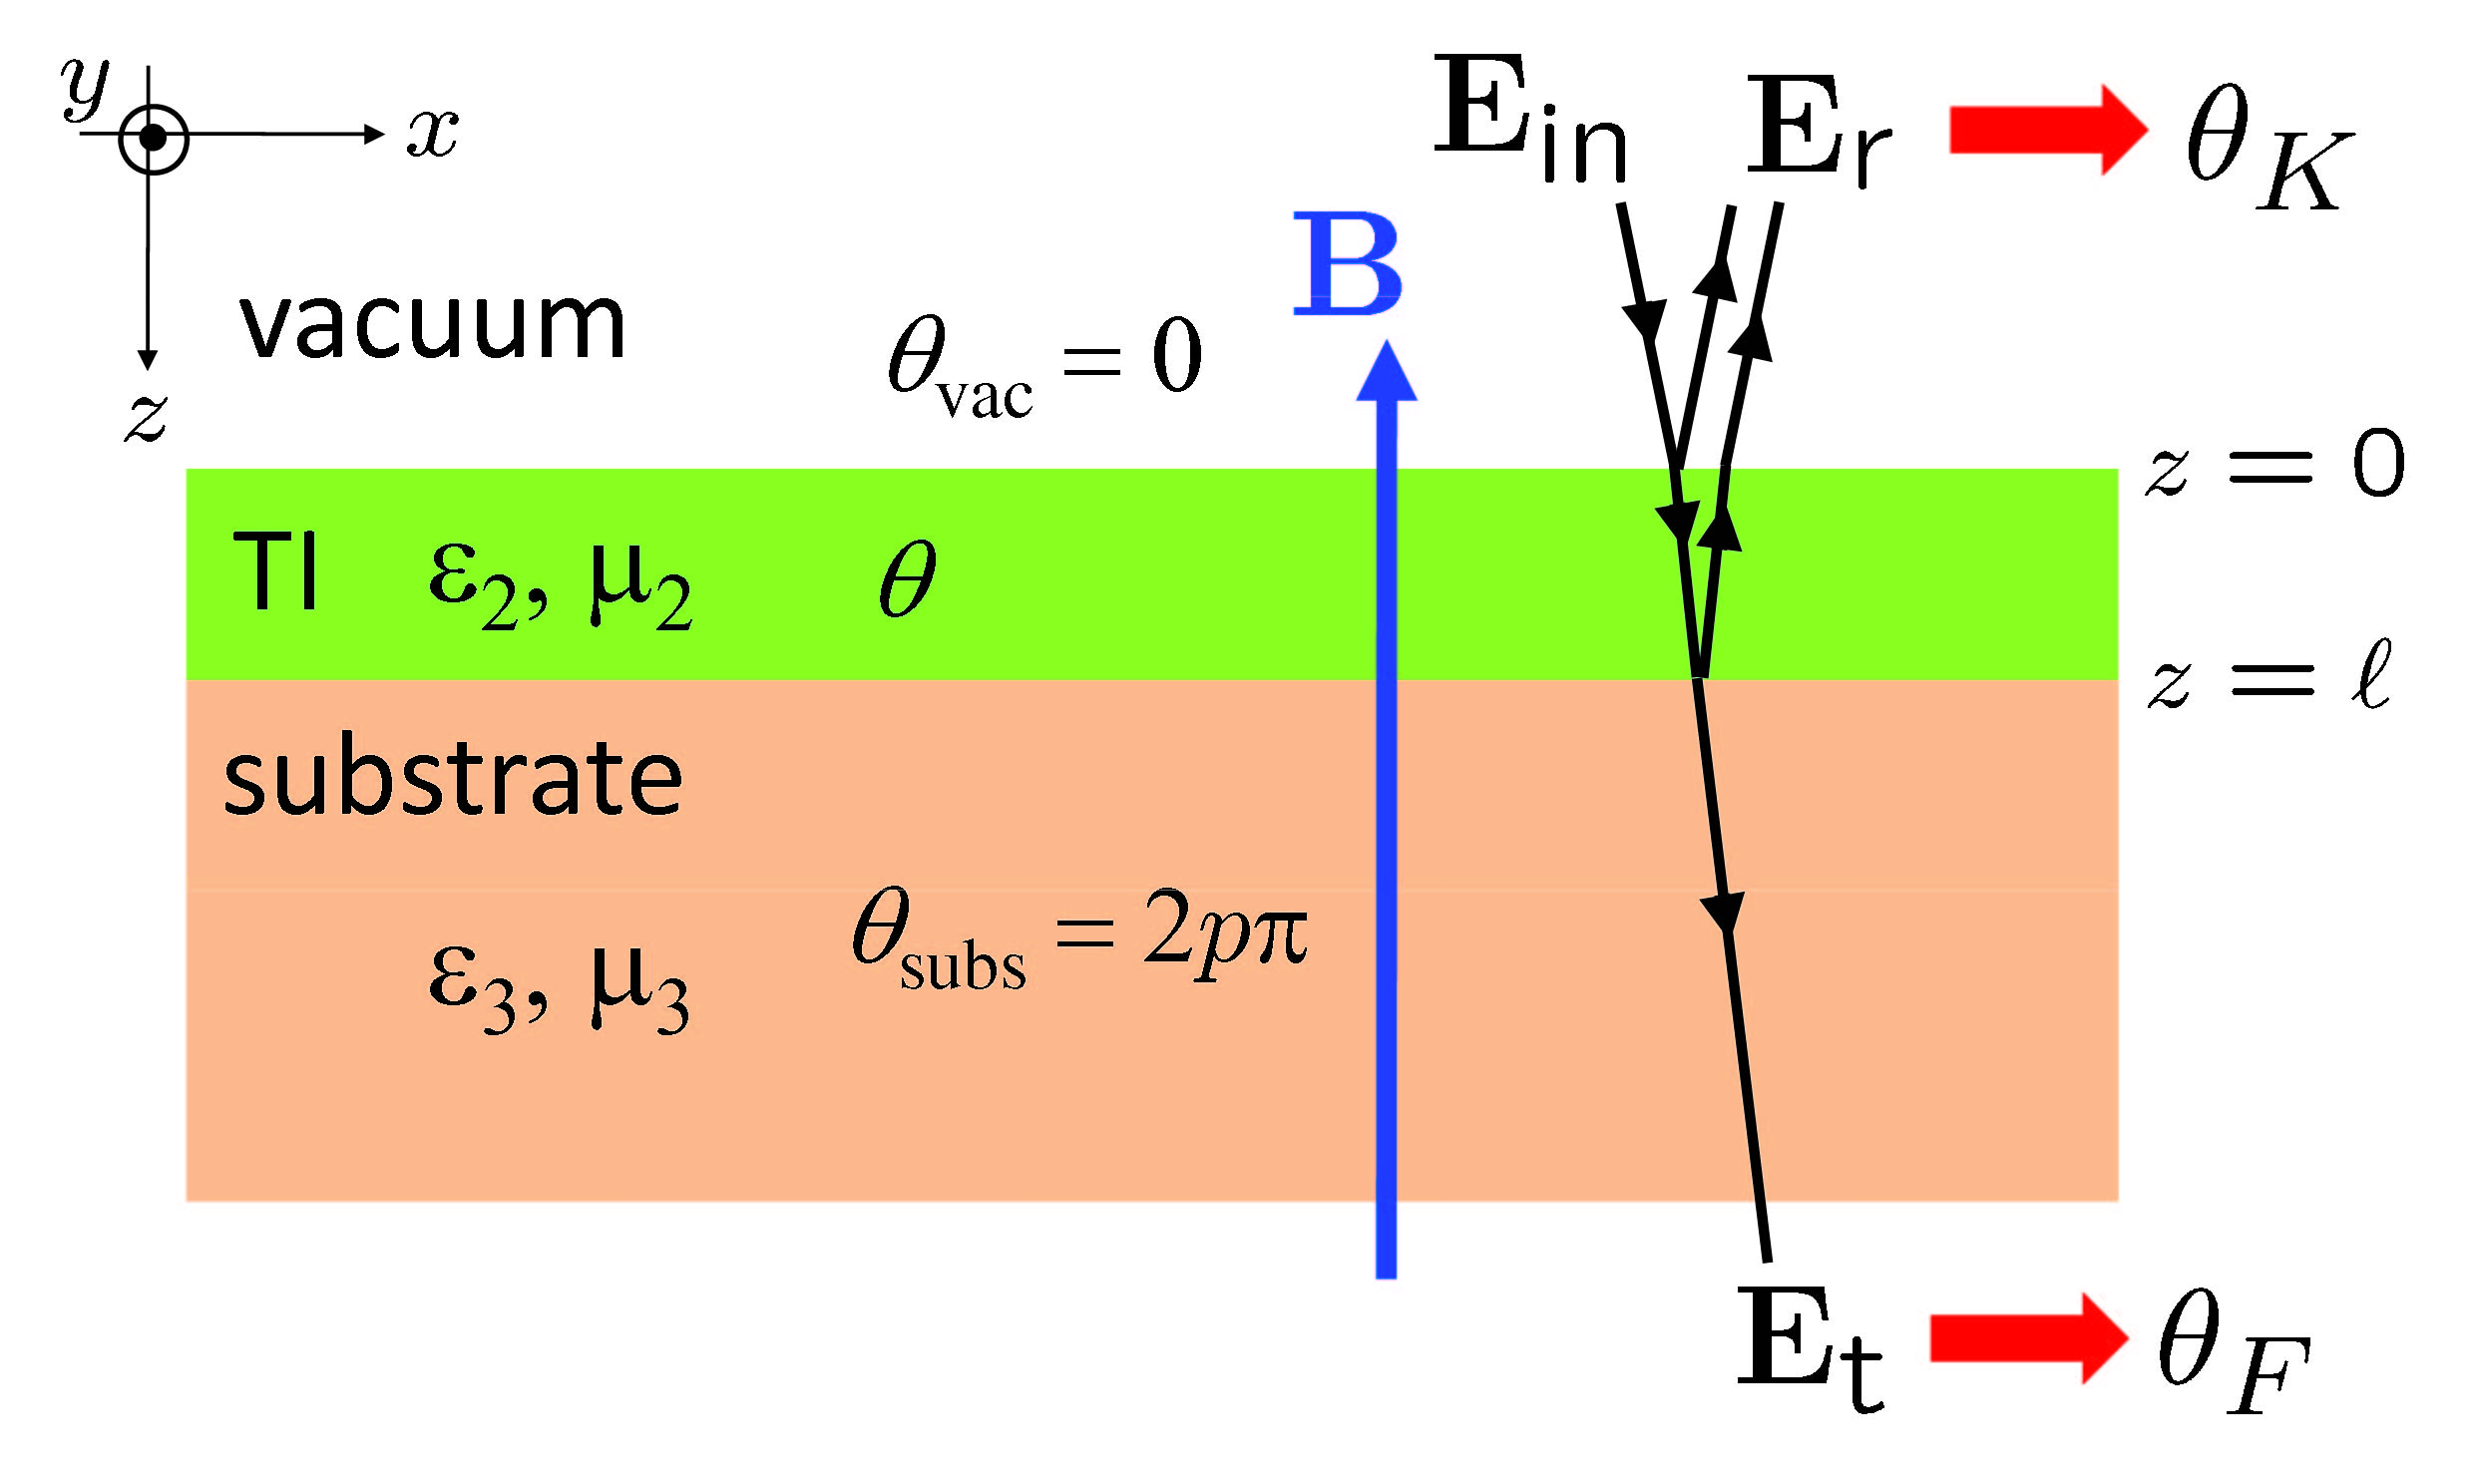 y
x
z
E_in
E_r
θ_K
B
vacuum
θ_vac = 0
z = 0
TI
ε_2, μ_2
θ
z = ℓ
substrate
ε_3, μ_3
θ_subs = 2pπ
E_t
θ_F